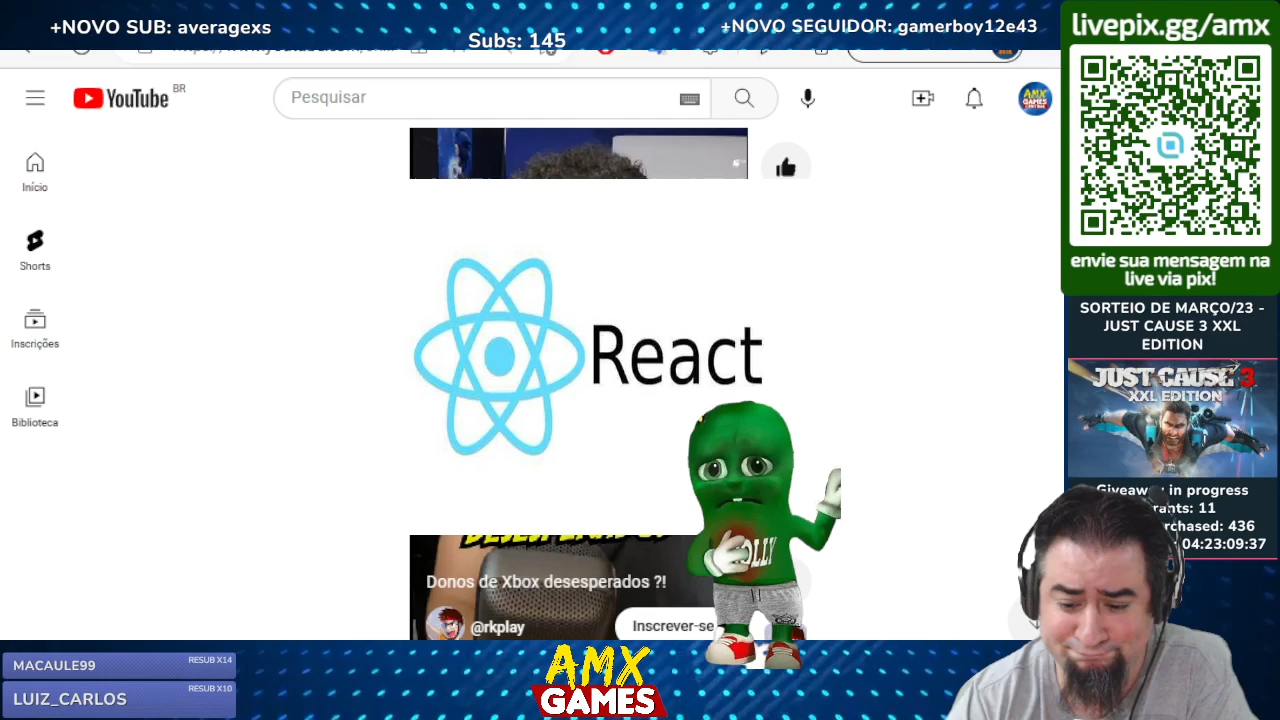 +NOVO SUB: averagexs
Subs: 145
+NOVO SEGUIDOR: gamerboy12e43
livepix.gg/amx
YouTube BR
Pesquisar
Início
Shorts
Inscrições
Biblioteca
React
envie sua mensagem na
live via pix!
SORTEIO DE MARÇO/23 -
JUST CAUSE 3 XXL
EDITION
JUST CAUSE 3
XXL EDITION
Giveaway in progress
rants: 11
rchased: 436
04:23:09:37
OLLY
Donos de Xbox desesperados ?!
@rkplay
Inscrever-se
MACAULE99
RESUB X14
LUIZ_CARLOS
RESUB X10
AMX
GAMES